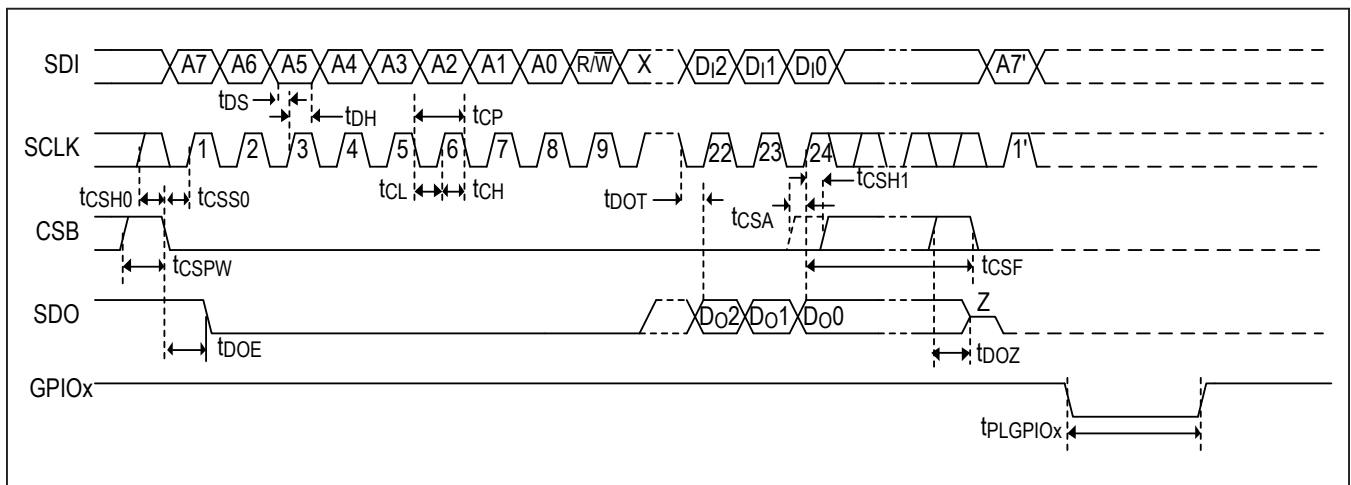 SDI A7 A6 A5 A4 A3 A2 A1 A0 R/W̅ X DI2 DI1 DI0 A7'
tDS tDH tCP
SCLK 1 2 3 4 5 6 7 8 9 22 23 24 1'
tCSH0 tCSS0 tCL tCH tDOT tCSA tCSH1
CSB
tCSPW tCSF
SDO DO2 DO1 DO0 Z
tDOE tDOZ
GPIOx
tPLGPIOx